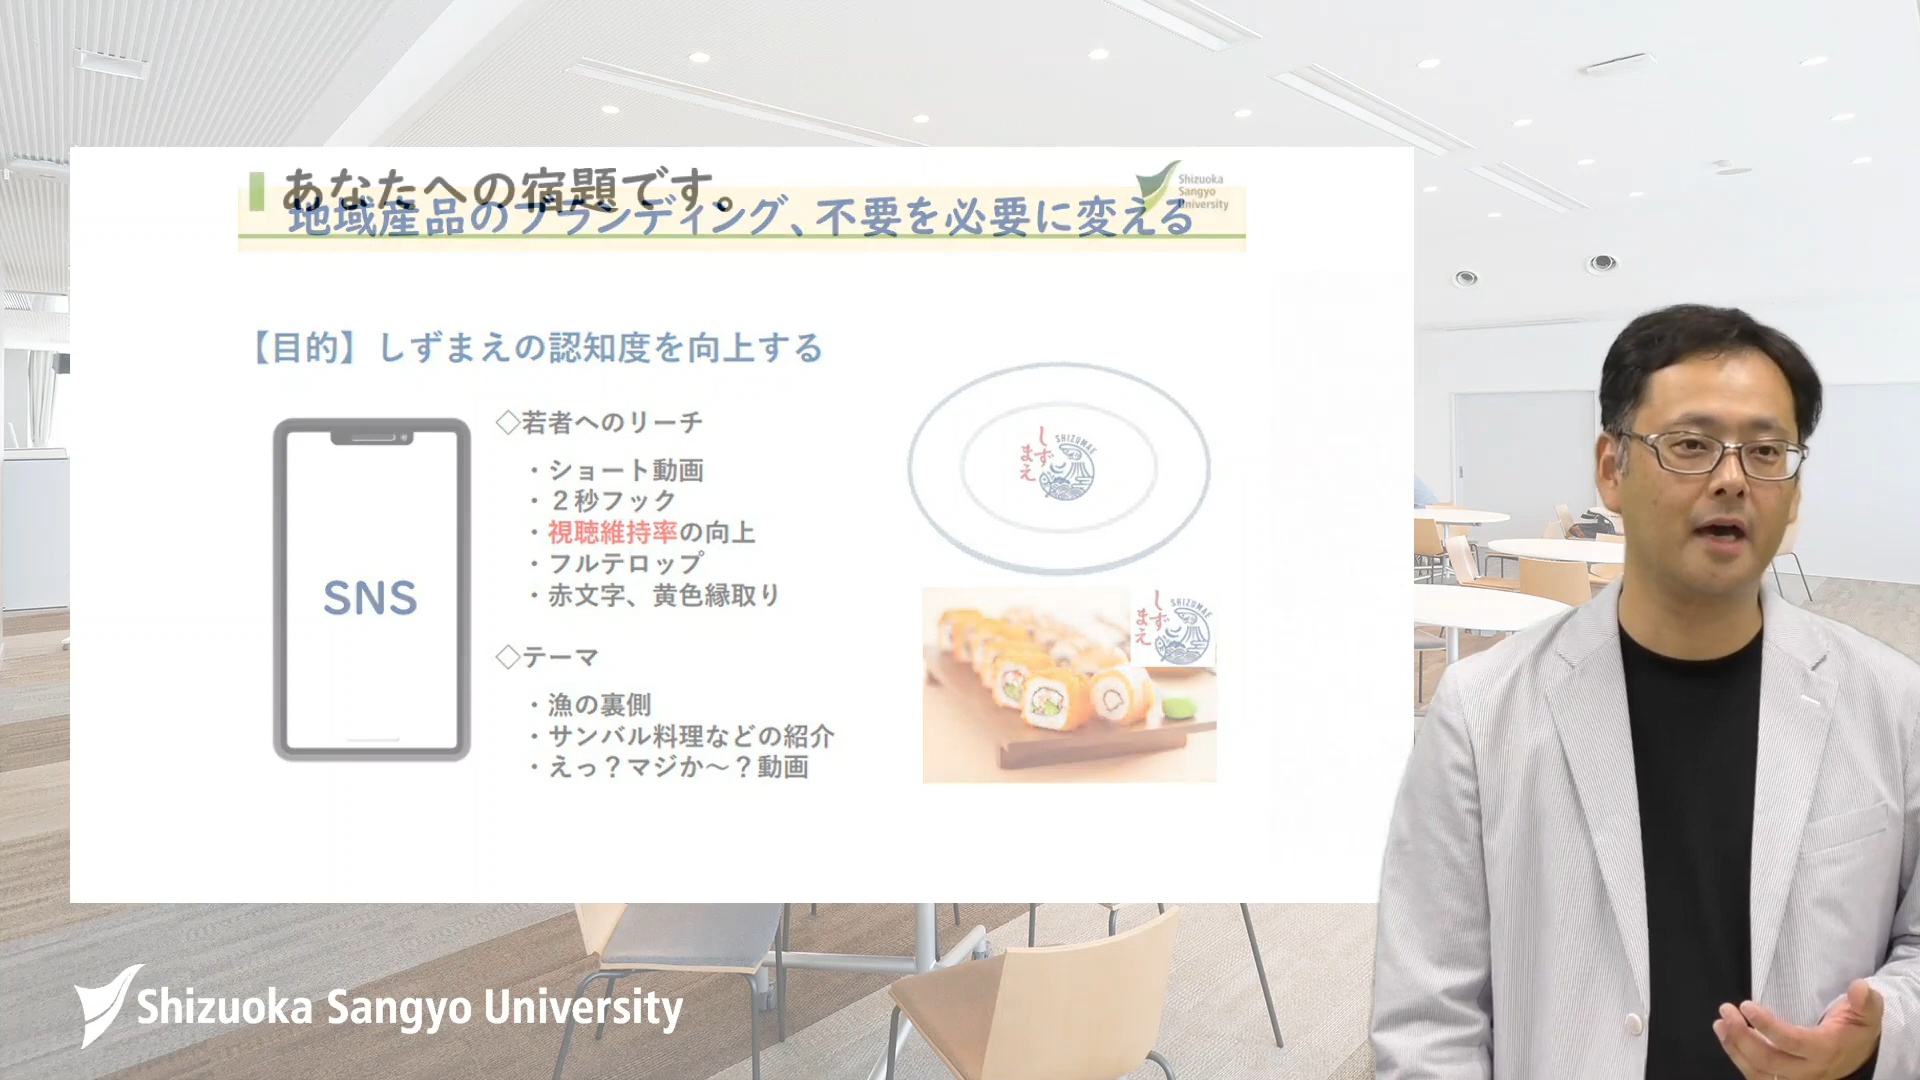 あなたへの宿題です。
地域産品のブランディング、不要を必要に変える
Shizuoka
Sangyo
University
【目的】しずまえの認知度を向上する
◇若者へのリーチ
・ショート動画
・２秒フック
・視聴維持率の向上
・フルテロップ
・赤文字、黄色縁取り
SNS
◇テーマ
・漁の裏側
・サンバル料理などの紹介
・えっ？マジか～？動画
しずまえ
SHIZUMAE
しずまえ
SHIZUMAE
Shizuoka Sangyo University